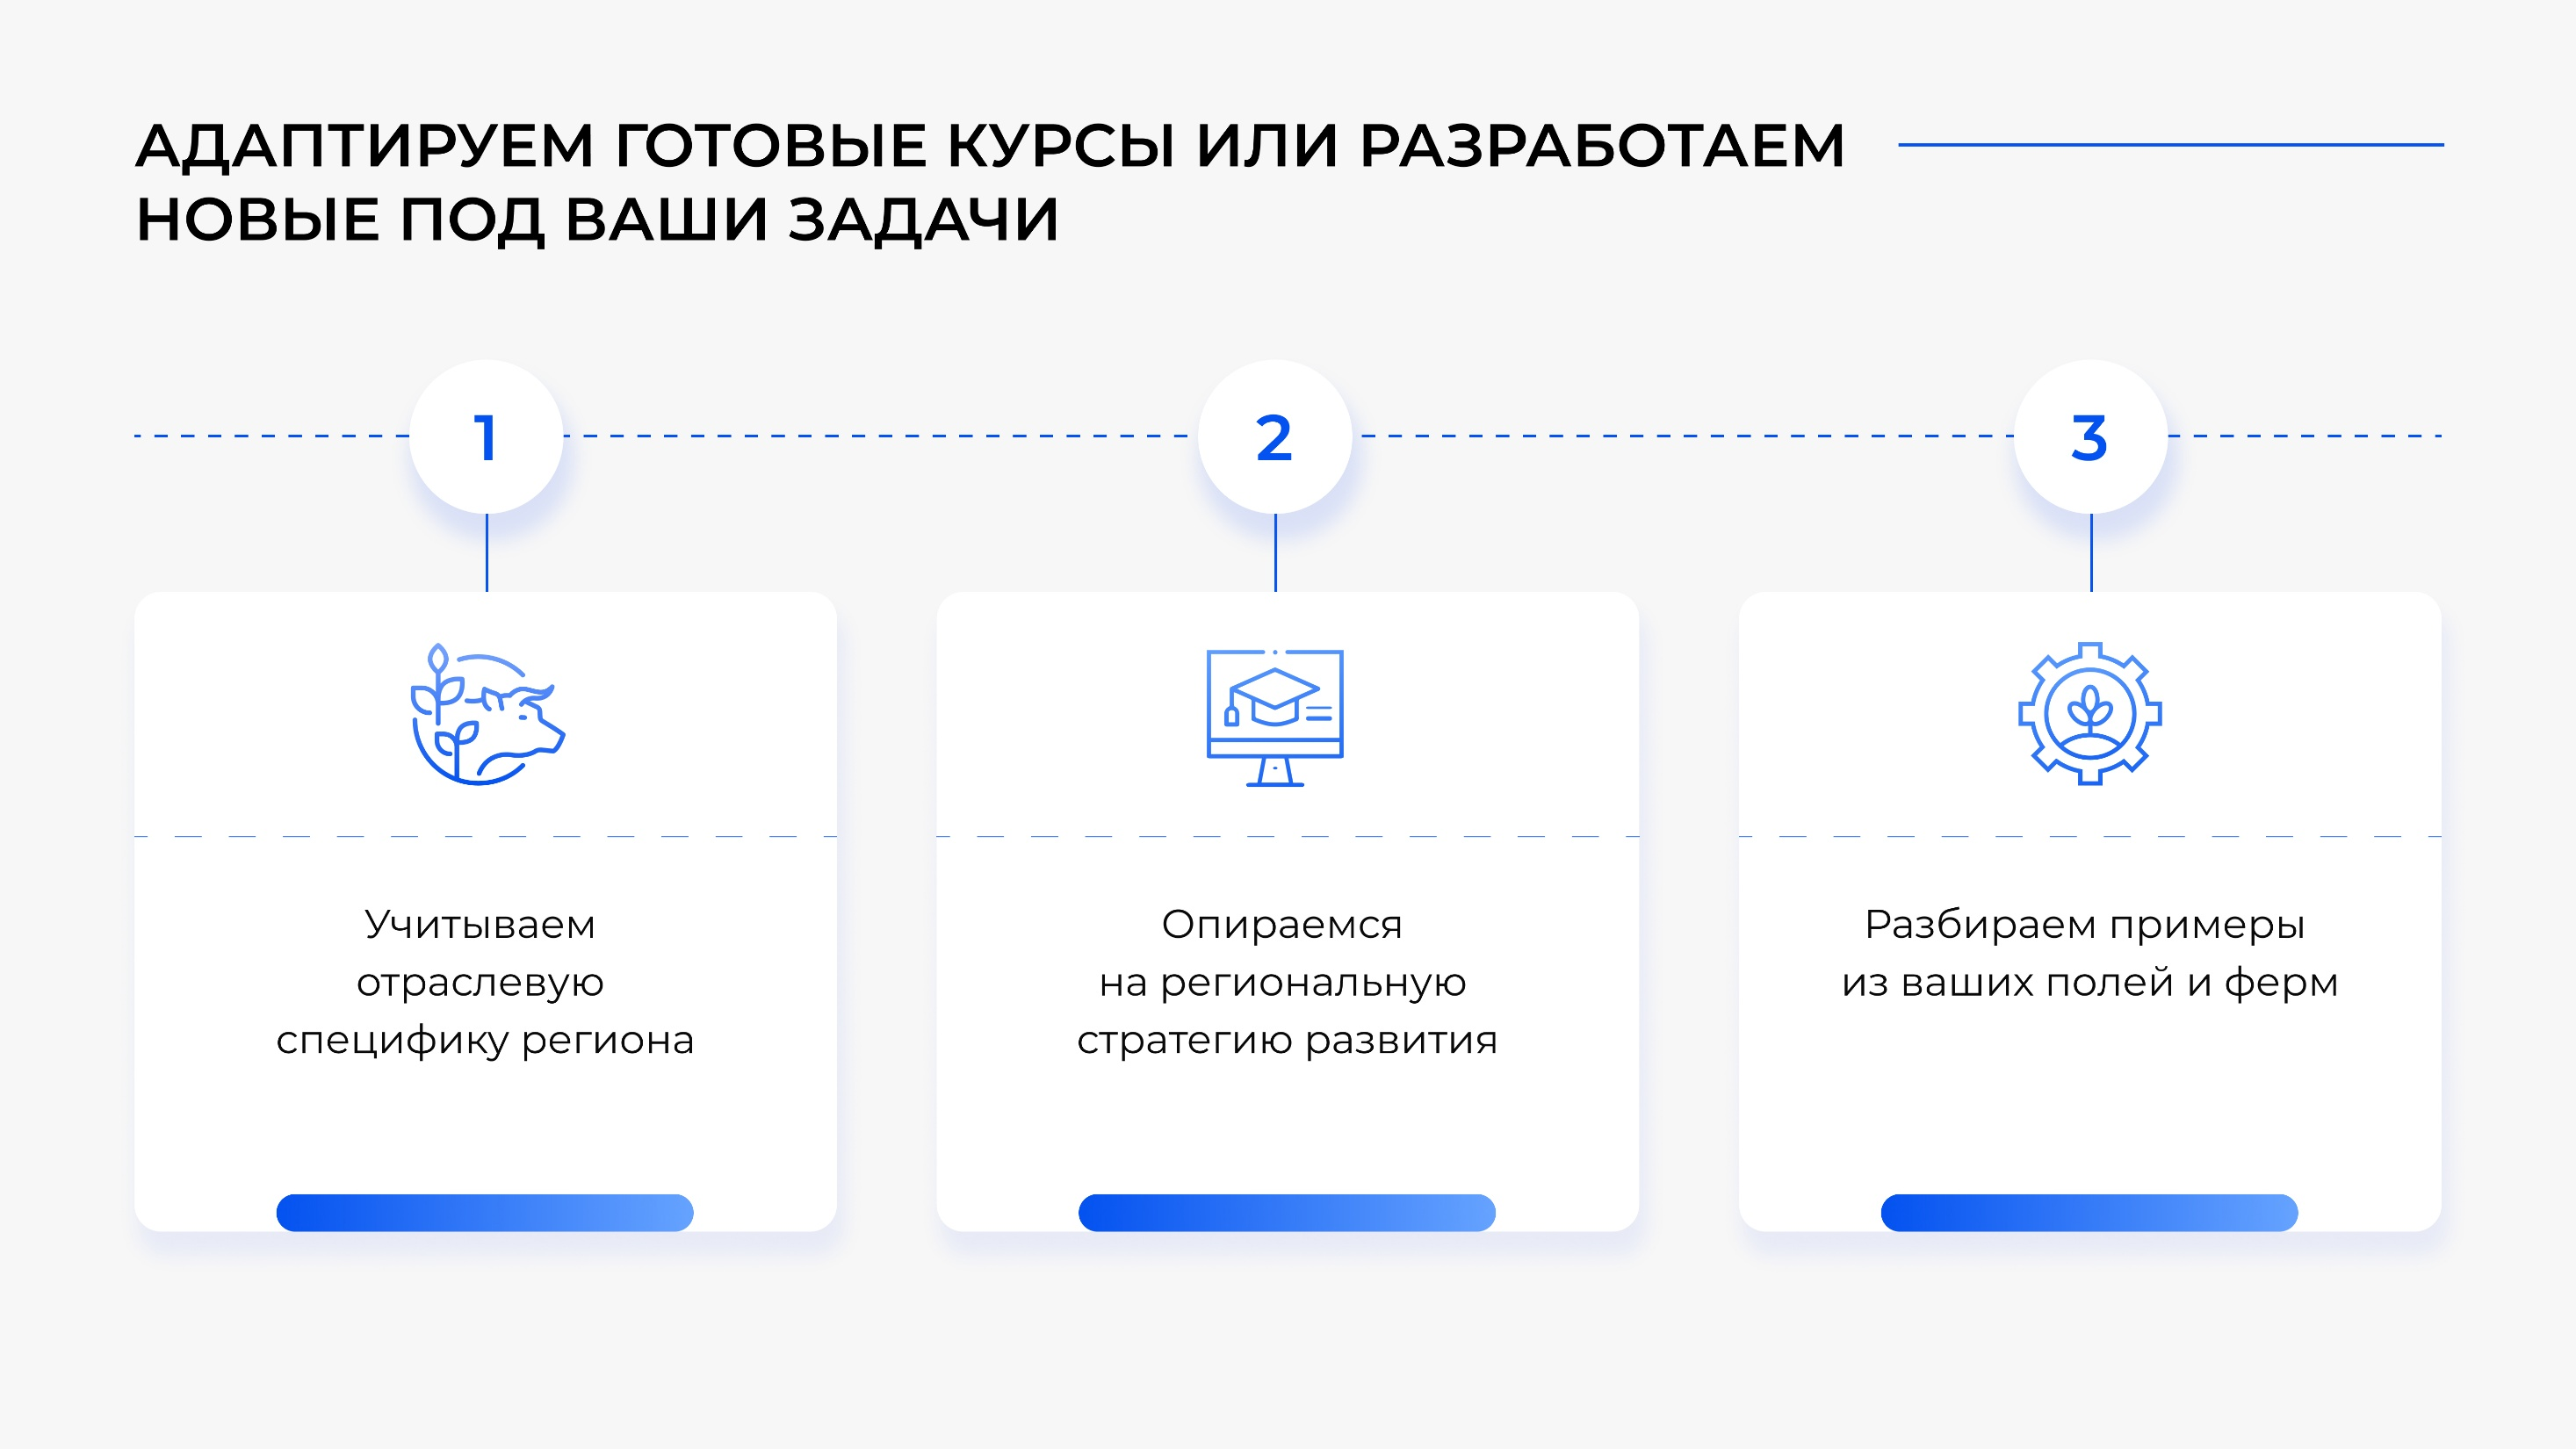 АДАПТИРУЕМ ГОТОВЫЕ КУРСЫ ИЛИ РАЗРАБОТАЕМ
НОВЫЕ ПОД ВАШИ ЗАДАЧИ
1
2
3
Учитываем
отраслевую
специфику региона
Опираемся
на региональную
стратегию развития
Разбираем примеры
из ваших полей и ферм